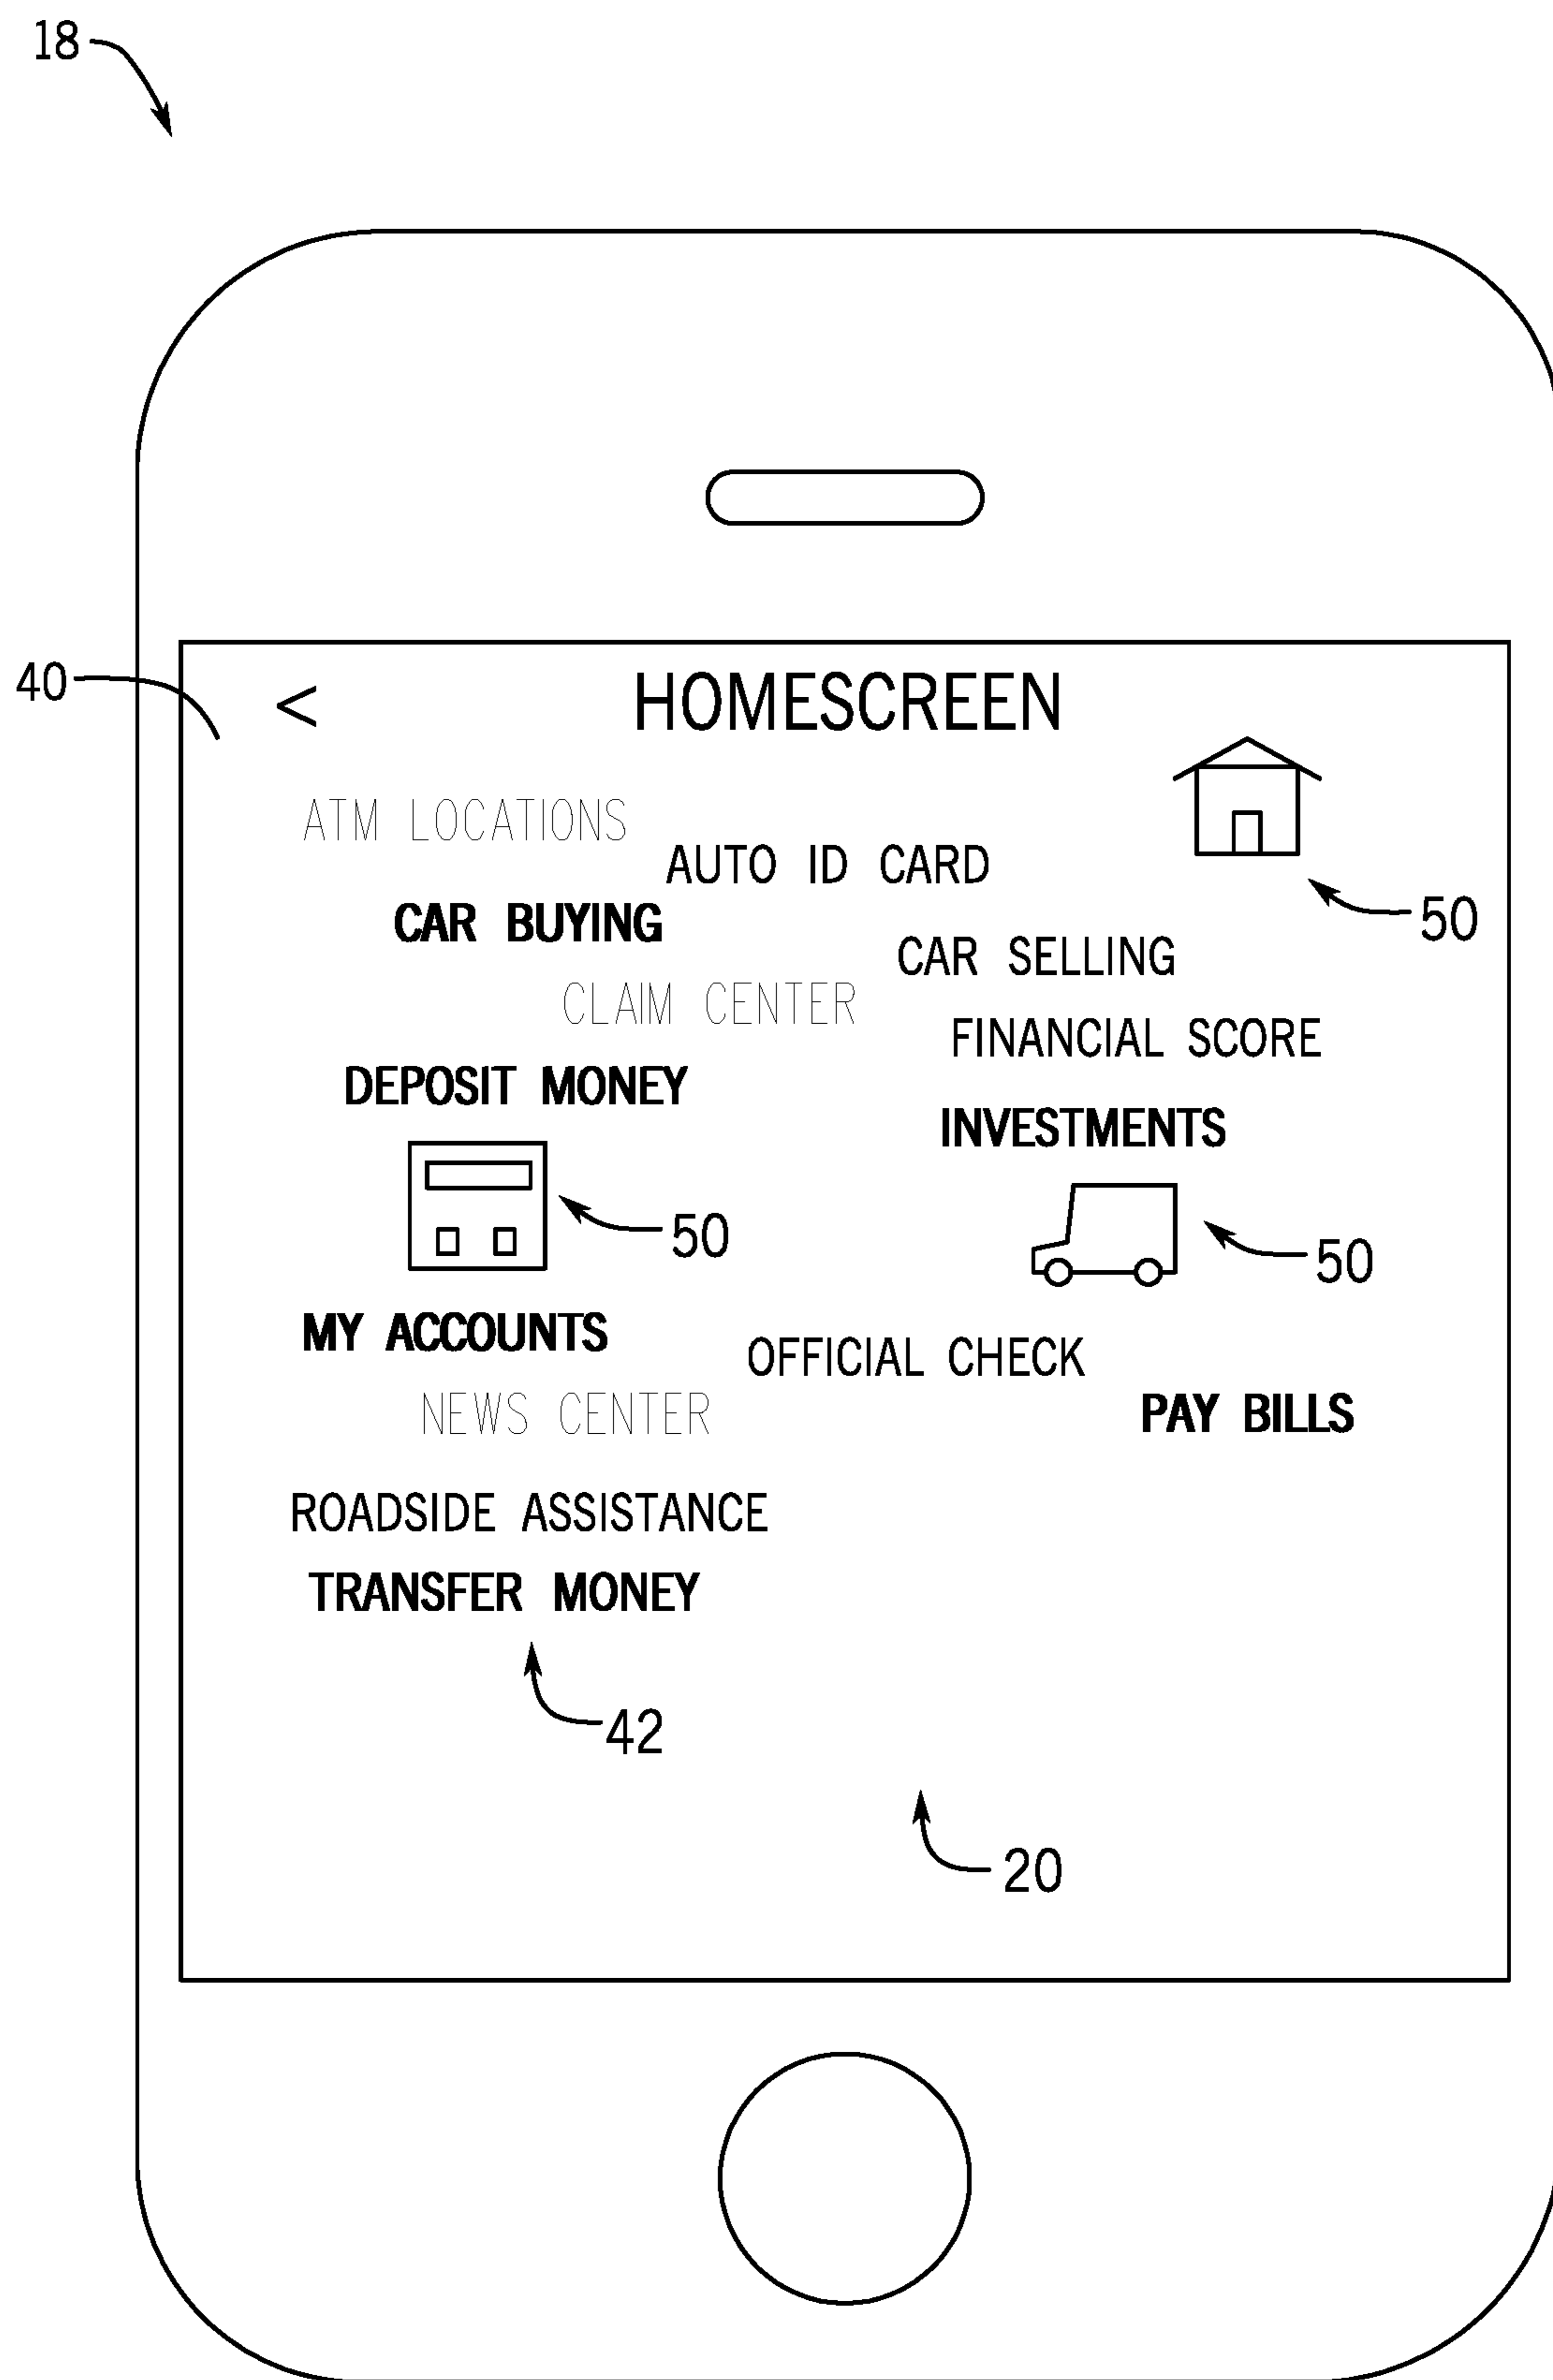 18
40
< HOMESCREEN
ATM LOCATIONS
AUTO ID CARD
CAR BUYING
50
CAR SELLING
CLAIM CENTER
FINANCIAL SCORE
DEPOSIT MONEY
INVESTMENTS
50
50
MY ACCOUNTS
OFFICIAL CHECK
NEWS CENTER
PAY BILLS
ROADSIDE ASSISTANCE
TRANSFER MONEY
42
20